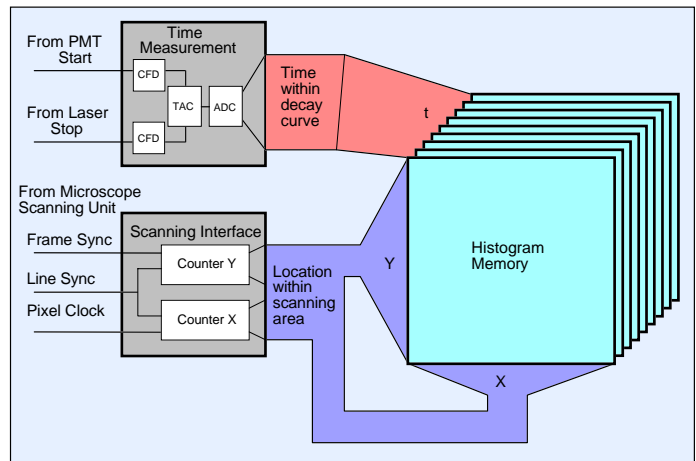 From PMT
Start
Time
Measurement
CFD
TAC
ADC
Time
within
decay
curve
t
From Laser
Stop
CFD
From Microscope
Scanning Unit
Frame Sync
Line Sync
Pixel Clock
Scanning Interface
Counter Y
Counter X
Location
within
scanning
area
Y
Histogram
Memory
X